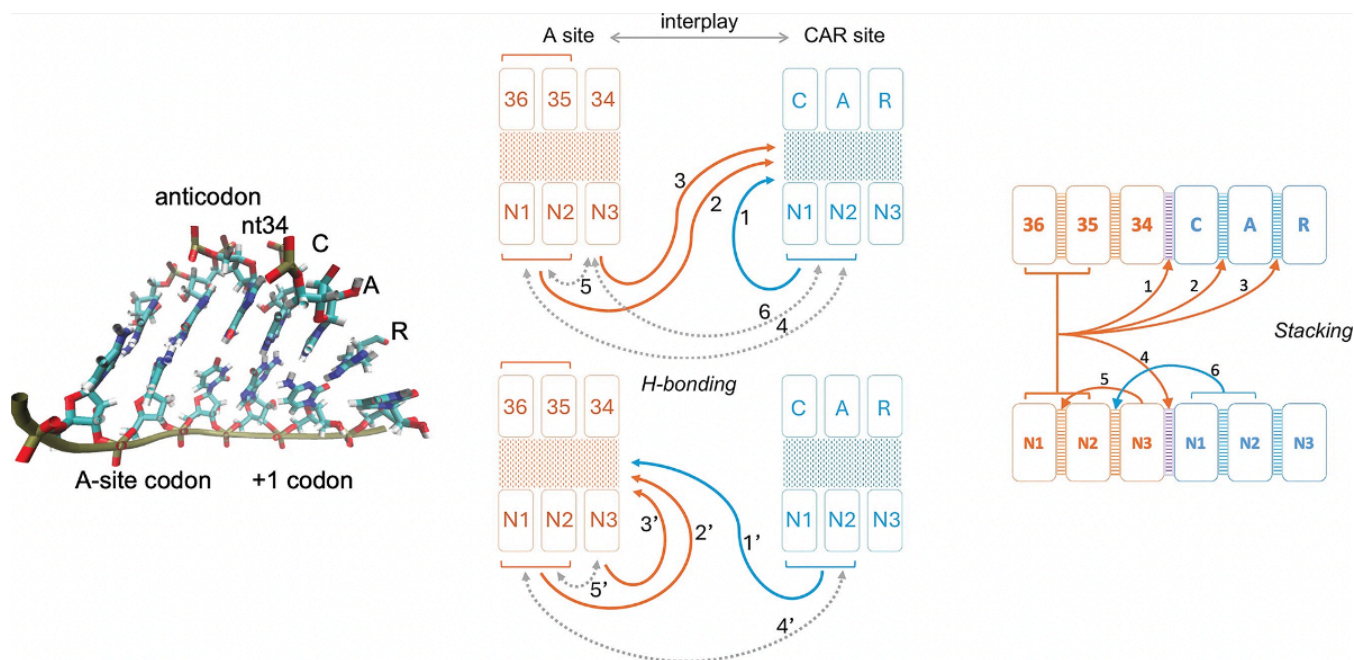 anticodon
nt34
C
A
R
A-site codon
+1 codon
interplay
A site
CAR site
36 35 34
C A R
3
2
1
N1 N2 N3
N1 N2 N3
5
6
4
H-bonding
36 35 34
C A R
N1 N2 N3
N1 N2 N3
3’
2’
1’
5’
4’
36 35 34 C A R
1 2 3
Stacking
4
5 6
N1 N2 N3 N1 N2 N3